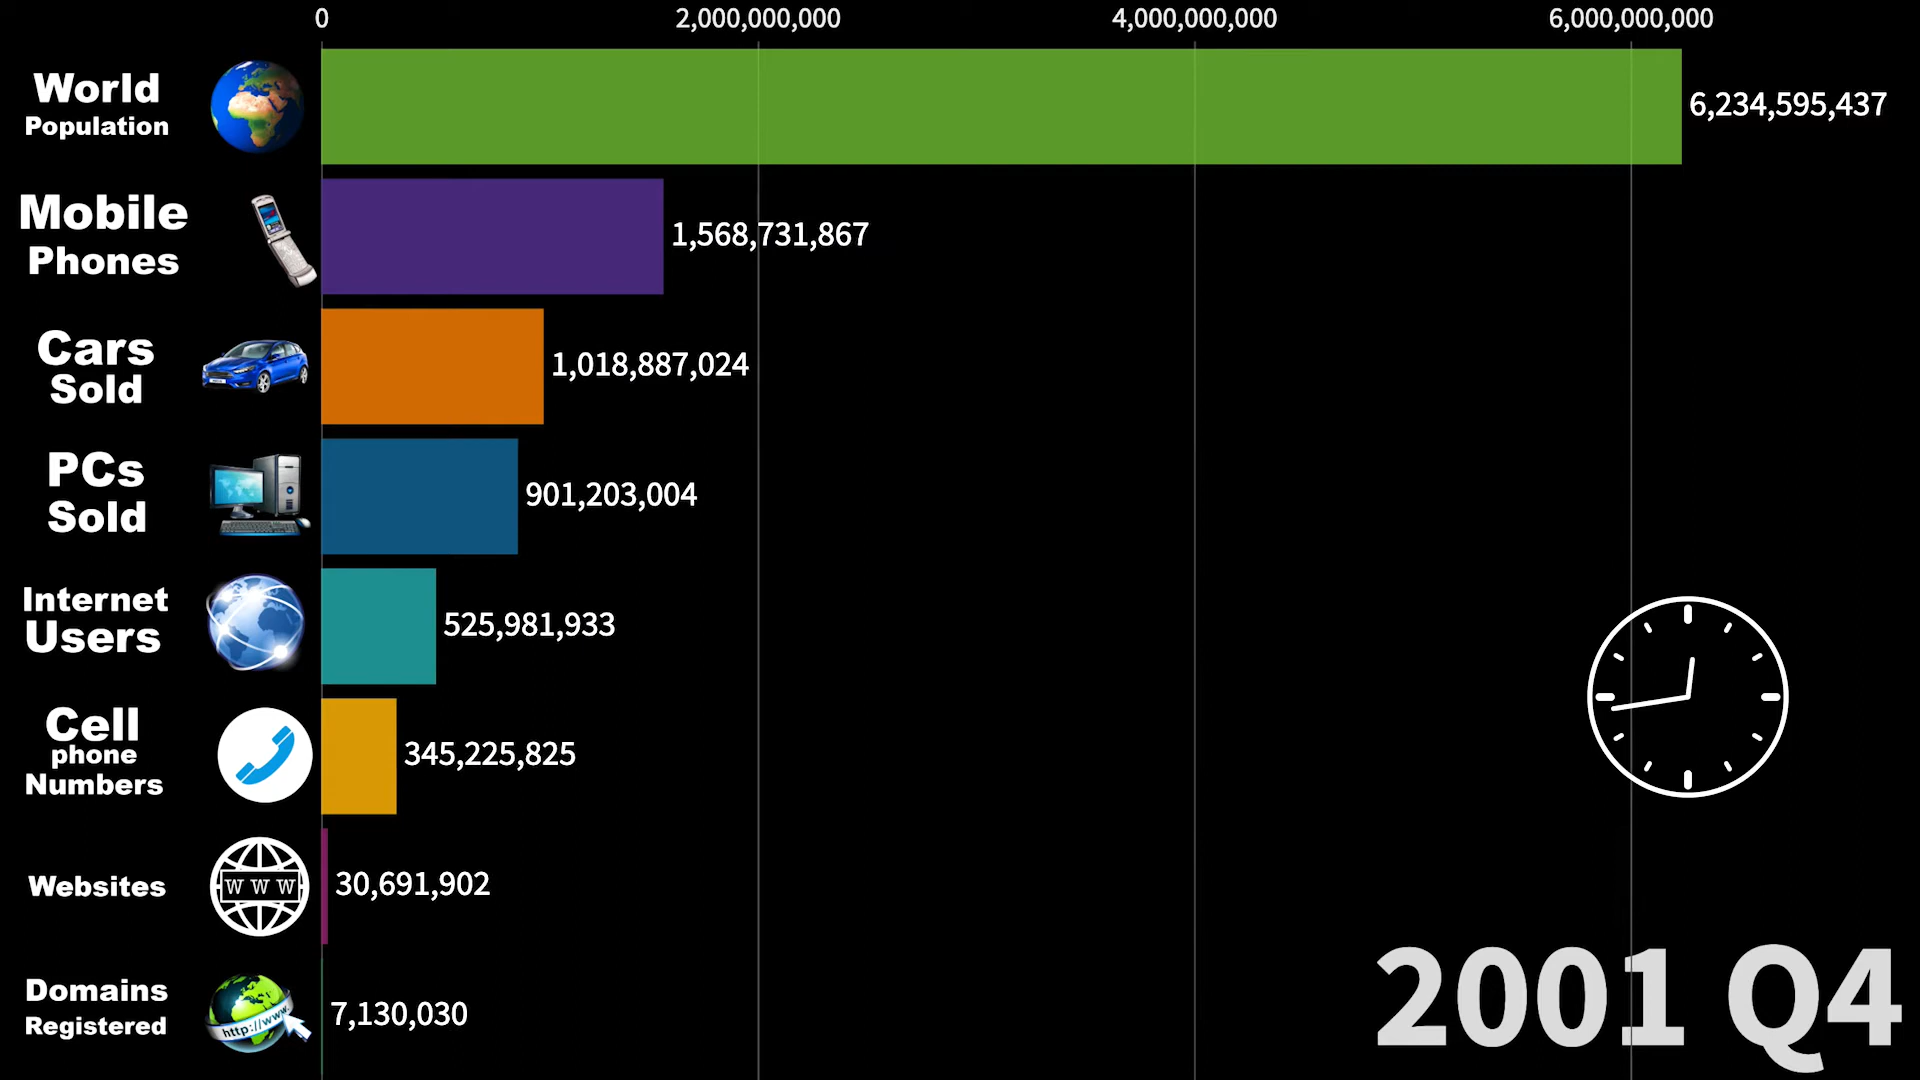 0 2,000,000,000 4,000,000,000 6,000,000,000
World
Population
6,234,595,437
Mobile
Phones
1,568,731,867
Cars
Sold
1,018,887,024
PCs
Sold
901,203,004
Internet
Users
525,981,933
Cell
phone
Numbers
345,225,825
Websites
W W W
30,691,902
Domains
Registered
http://www.
7,130,030
2001 Q4